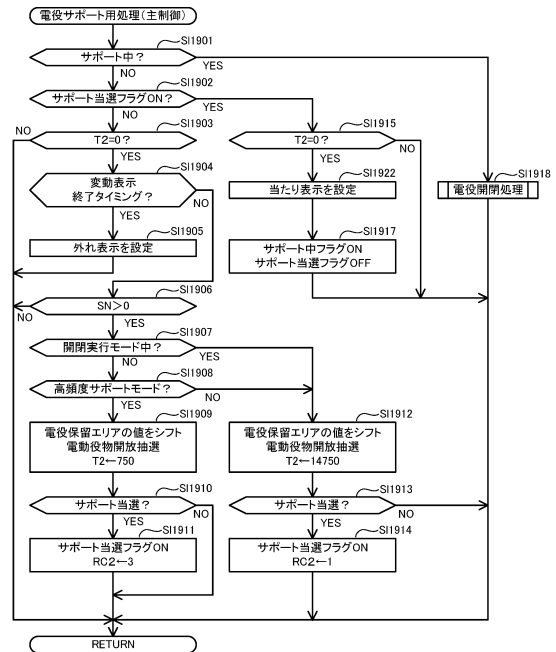 電役サポート用処理(主制御)
SI1901
サポート中?
YES
NO
SI1902
サポート当選フラグON?
YES
NO
SI1903
NO
T2=0?
YES
SI1904
変動表示
終了タイミング?
NO
YES
SI1905
外れ表示を設定
SI1915
T2=0?
NO
YES
SI1922
当たり表示を設定
SI1917
サポート中フラグON
サポート当選フラグOFF
SI1918
電役開閉処理
SI1906
SN>0
NO
YES
SI1907
開閉実行モード中?
YES
NO
SI1908
高頻度サポートモード?
NO
YES
SI1909
電役保留エリアの値をシフト
電動役物開放抽選
T2←750
SI1910
サポート当選?
NO
YES
SI1911
サポート当選フラグON
RC2←3
SI1912
電役保留エリアの値をシフト
電動役物開放抽選
T2←14750
SI1913
サポート当選?
NO
YES
SI1914
サポート当選フラグON
RC2←1
RETURN